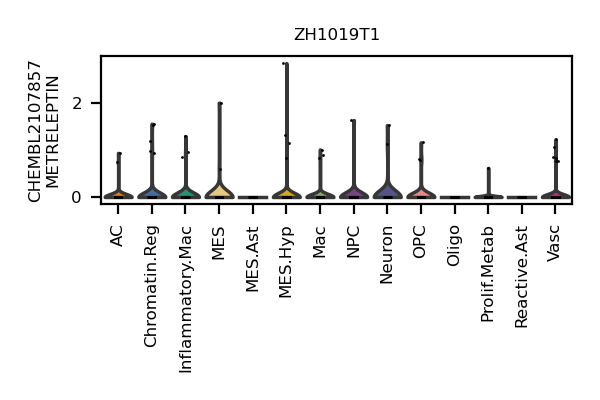 ZH1019T1
CHEMBL2107857
METRELEPTIN
2
0
AC
Chromatin.Reg
Inflammatory.Mac
MES
MES.Ast
MES.Hyp
Mac
NPC
Neuron
OPC
Oligo
Prolif.Metab
Reactive.Ast
Vasc